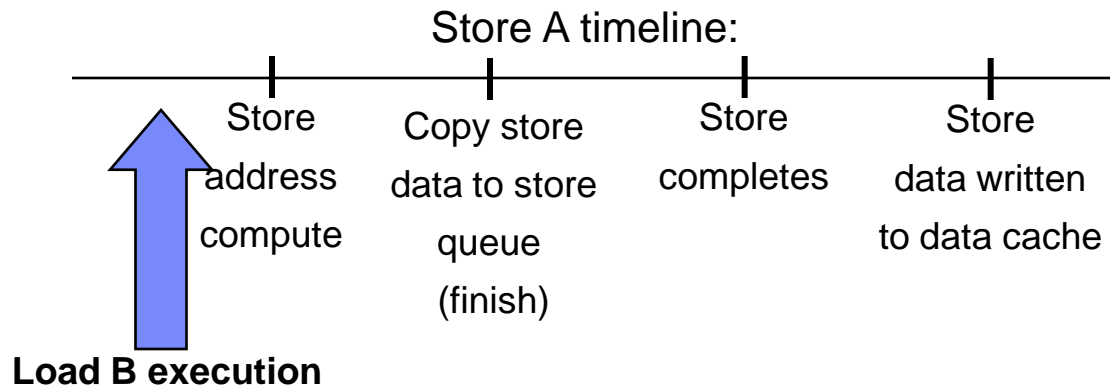 Store A timeline:
Store
address
compute
Copy store
data to store
queue
(finish)
Store
completes
Store
data written
to data cache
Load B execution